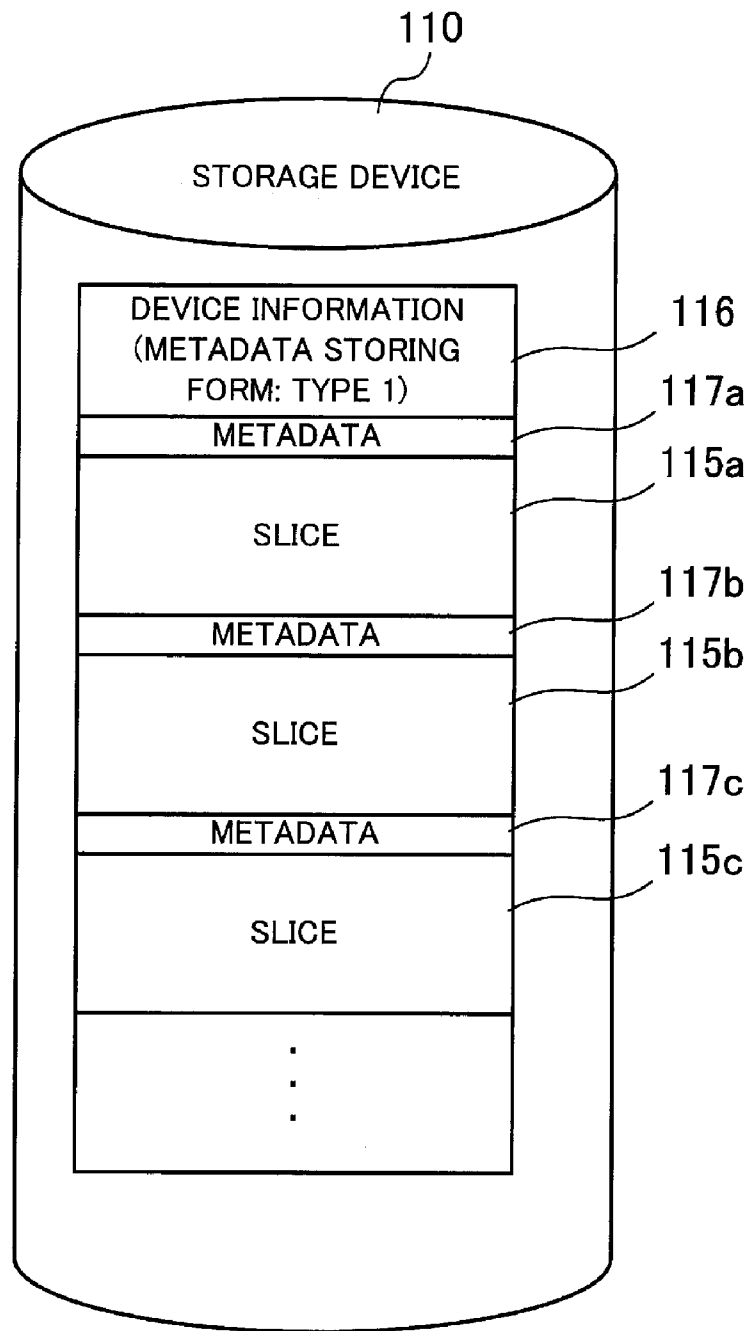 110
STORAGE DEVICE
DEVICE INFORMATION
(METADATA STORING
FORM: TYPE 1)
116
METADATA
117a
SLICE
115a
METADATA
117b
SLICE
115b
METADATA
117c
SLICE
115c